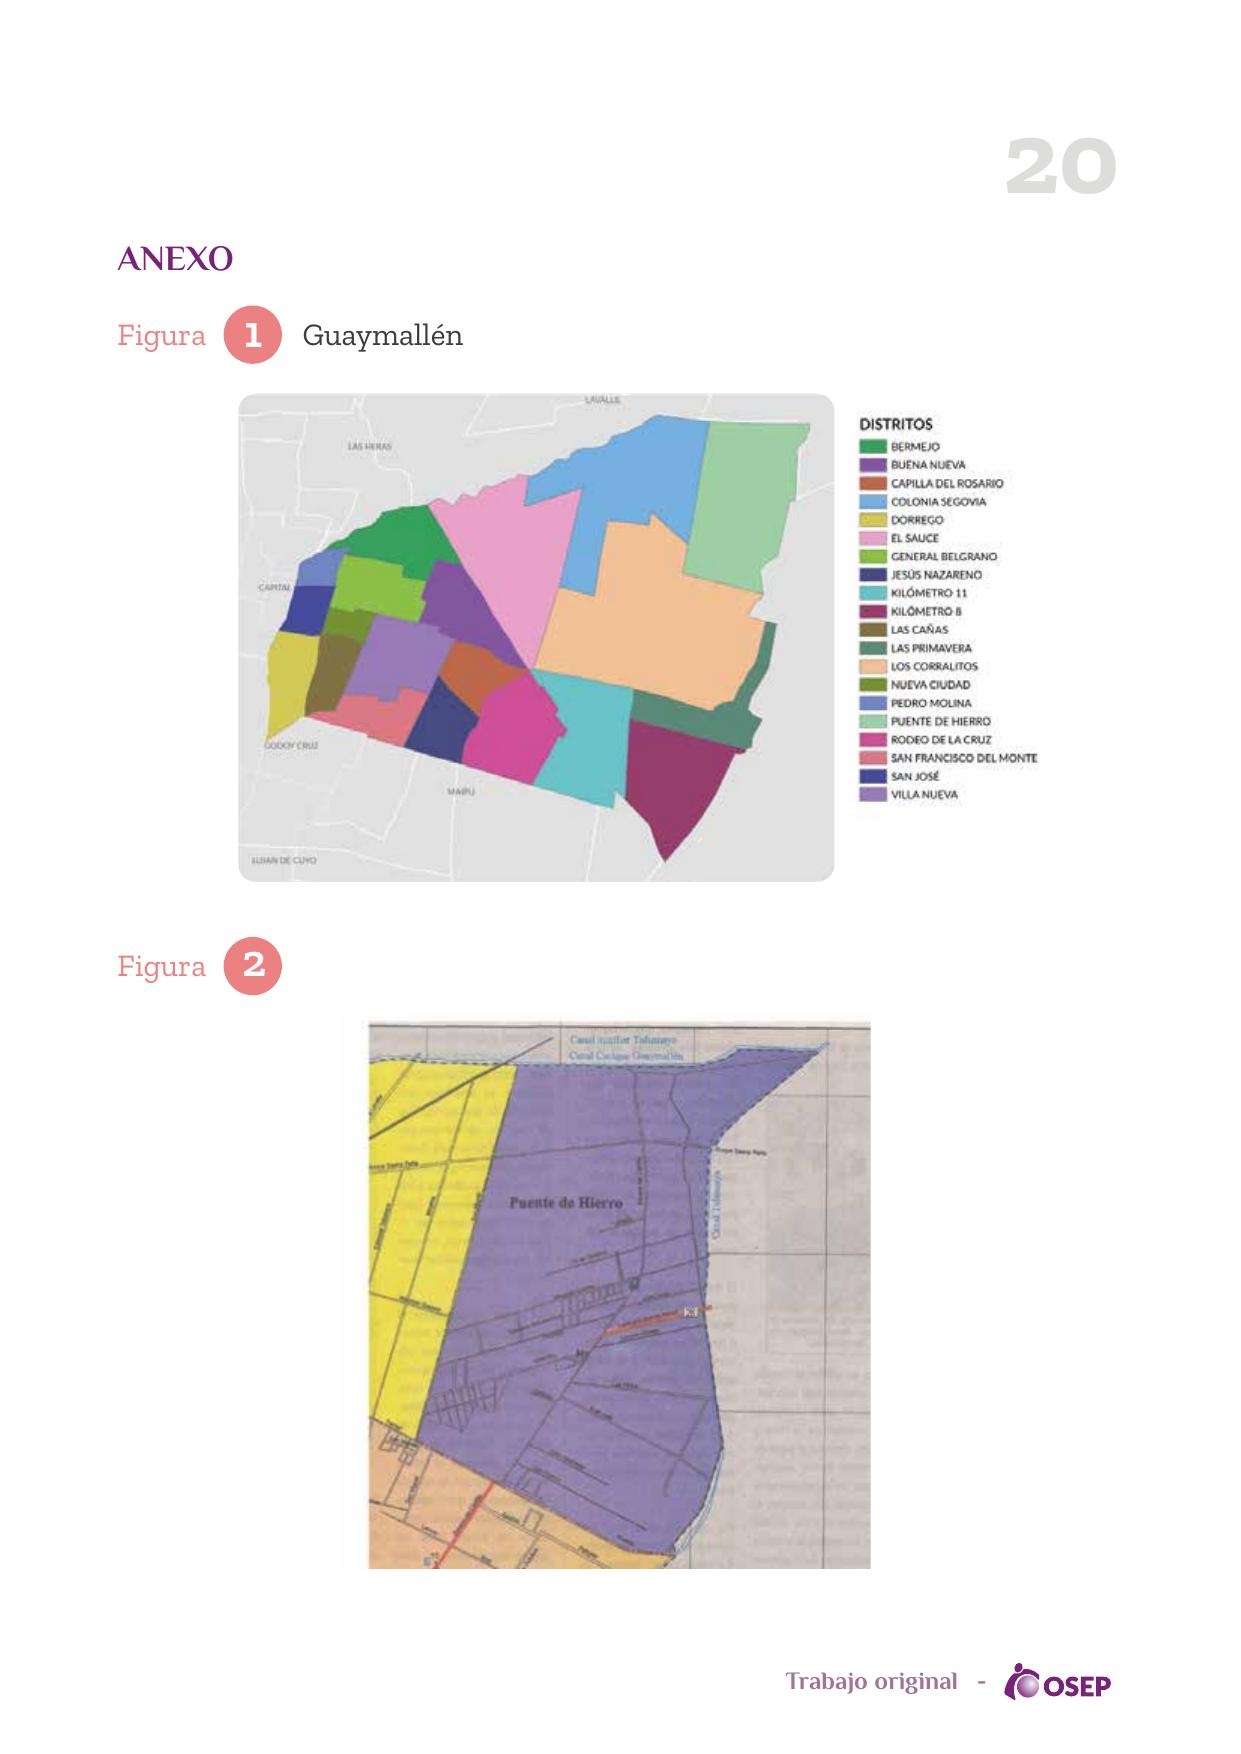 20
ANEXO
Figura 1 Guaymallén
LAVALLE
LAS HERAS
CAPITAL
GODOY CRUZ
MAIPÚ
LUJAN DE CUYO
DISTRITOS
BERMEJO
BUENA NUEVA
CAPILLA DEL ROSARIO
COLONIA SEGOVIA
DORREGO
EL SAUCE
GENERAL BELGRANO
JESÚS NAZARENO
KILÓMETRO 11
KILÓMETRO 8
LAS CAÑAS
LAS PRIMAVERA
LOS CORRALITOS
NUEVA CIUDAD
PEDRO MOLINA
PUENTE DE HIERRO
RODEO DE LA CRUZ
SAN FRANCISCO DEL MONTE
SAN JOSÉ
VILLA NUEVA
Figura 2
Canal auxiliar Tulumaya
Canal Cacique Guaymallén
Puente de Hierro
Canal Tulumaya
Trabajo original - OSEP